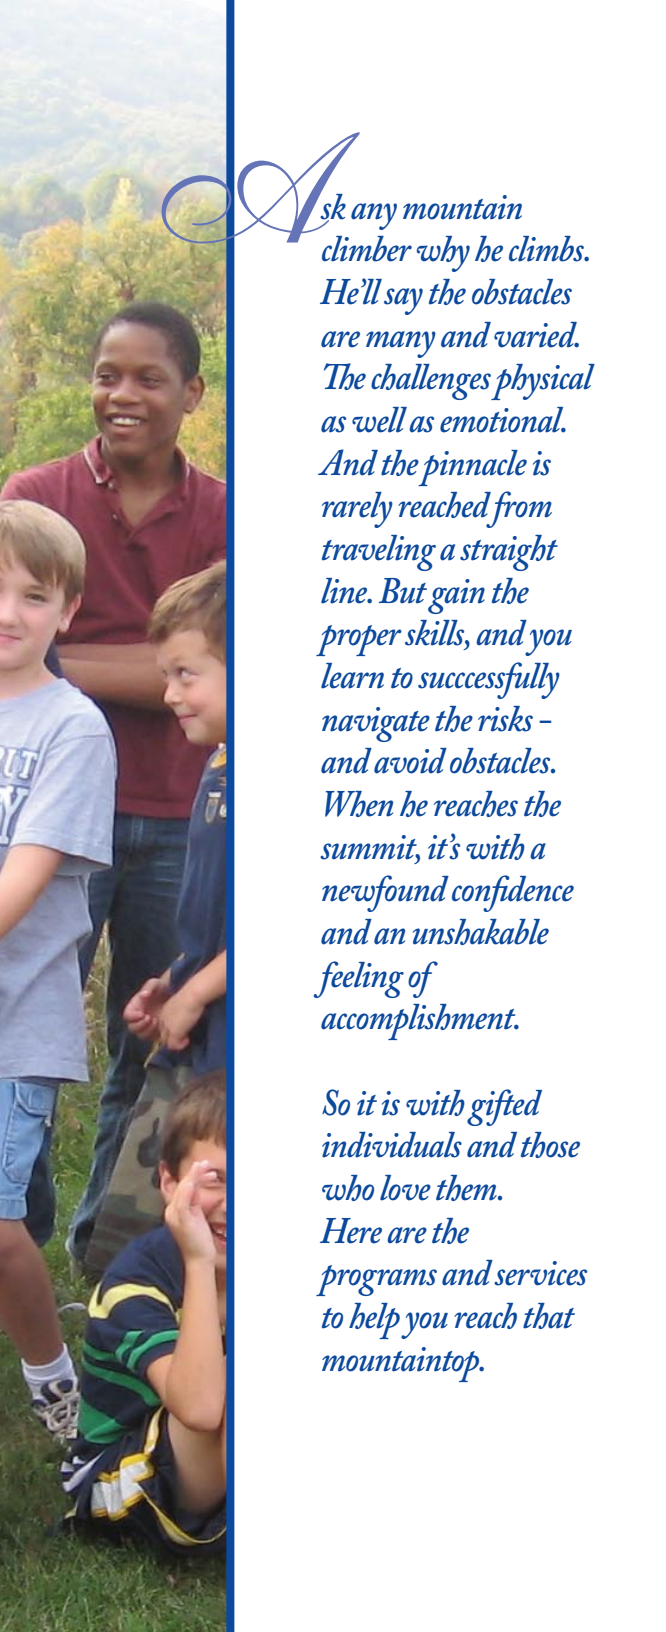 Ask any mountain
climber why he climbs.
He’ll say the obstacles
are many and varied.
The challenges physical
as well as emotional.
And the pinnacle is
rarely reached from
traveling a straight
line. But gain the
proper skills, and you
learn to succcessfully
navigate the risks –
and avoid obstacles.
When he reaches the
summit, it’s with a
newfound confidence
and an unshakable
feeling of
accomplishment.
So it is with gifted
individuals and those
who love them.
Here are the
programs and services
to help you reach that
mountaintop.